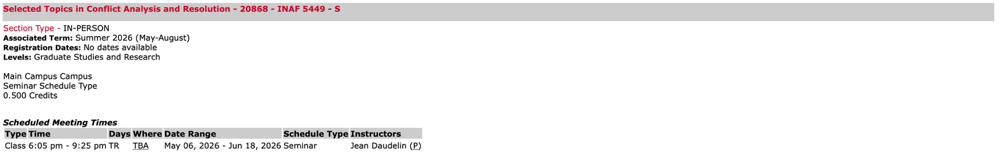 Selected Topics in Conflict Analysis and Resolution - 20868 - INAF 5449 - S
Section Type - IN-PERSON
Associated Term: Summer 2026 (May-August)
Registration Dates: No dates available
Levels: Graduate Studies and Research
Main Campus Campus
Seminar Schedule Type
0.500 Credits
Scheduled Meeting Times
Type Time Days Where Date Range Schedule Type Instructors
Class 6:05 pm - 9:25 pm TR TBA May 06, 2026 - Jun 18, 2026 Seminar Jean Daudelin (P)